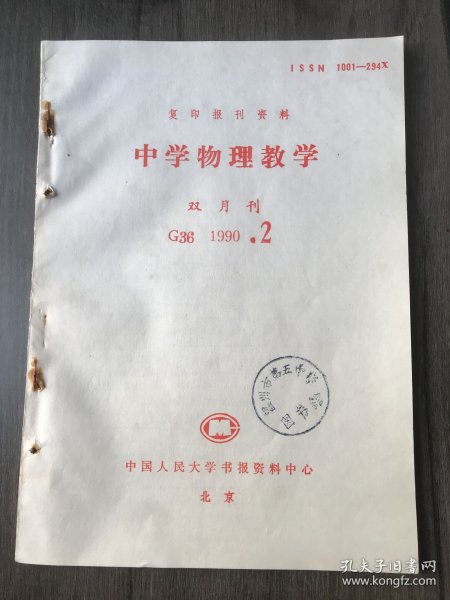 ISSN 1001—294X
复印报刊资料
中学物理教学
双月刊
G36 1990 .2
中国人民大学书报资料中心
北京
孔夫子旧书网
www.kongfz.com